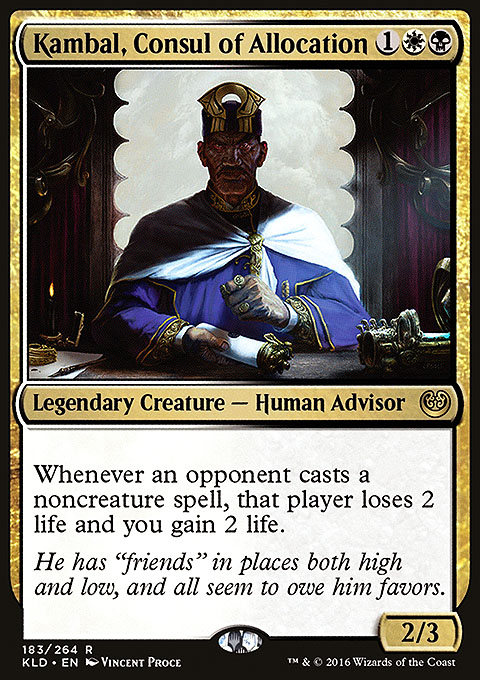 Kambal, Consul of Allocation 1
Legendary Creature — Human Advisor
Whenever an opponent casts a
noncreature spell, that player loses 2
life and you gain 2 life.
He has “friends” in places both high
and low, and all seem to owe him favors.
2/3
183/264 R
KLD • EN Vincent Proce
™ & © 2016 Wizards of the Coast